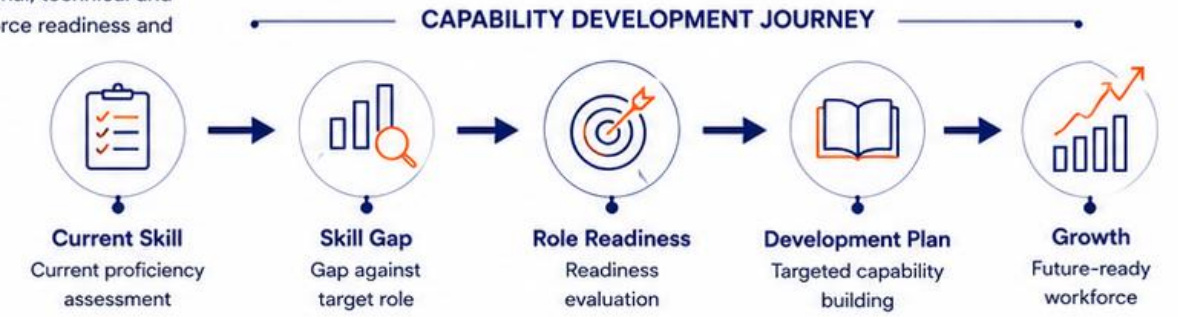 rce readiness and
CAPABILITY DEVELOPMENT JOURNEY
Current Skill
Current proficiency
assessment
Skill Gap
Gap against
target role
Role Readiness
Readiness
evaluation
Development Plan
Targeted capability
building
Growth
Future-ready
workforce